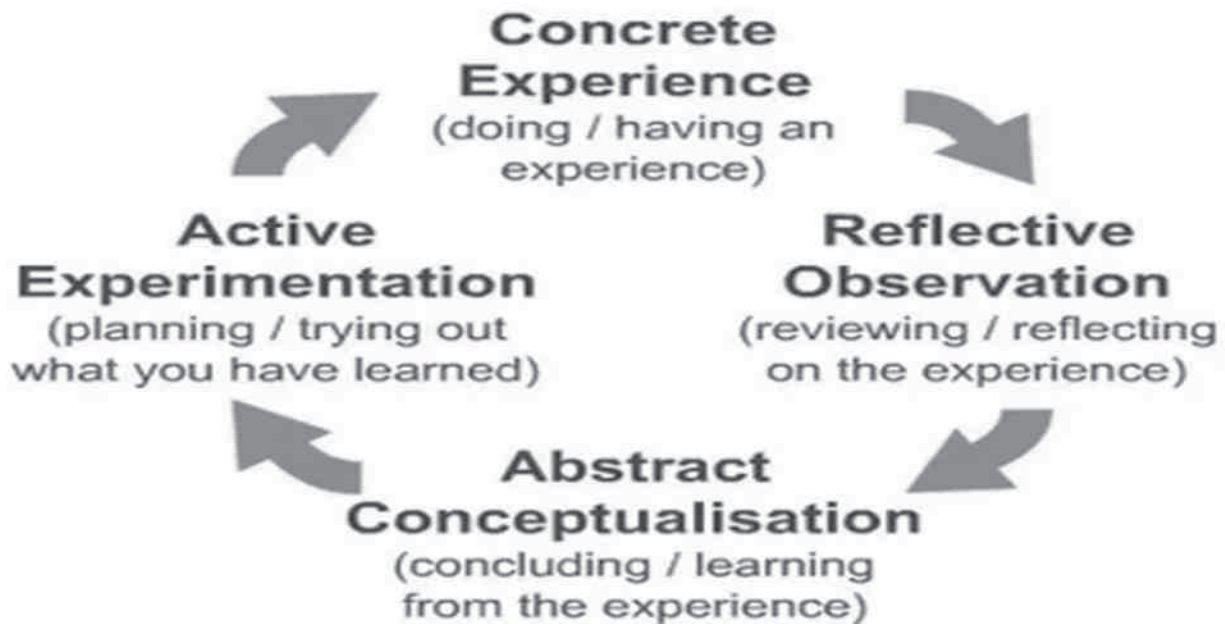 Concrete
Experience
(doing / having an
experience)
Reflective
Observation
(reviewing / reflecting
on the experience)
Abstract
Conceptualisation
(concluding / learning
from the experience)
Active
Experimentation
(planning / trying out
what you have learned)